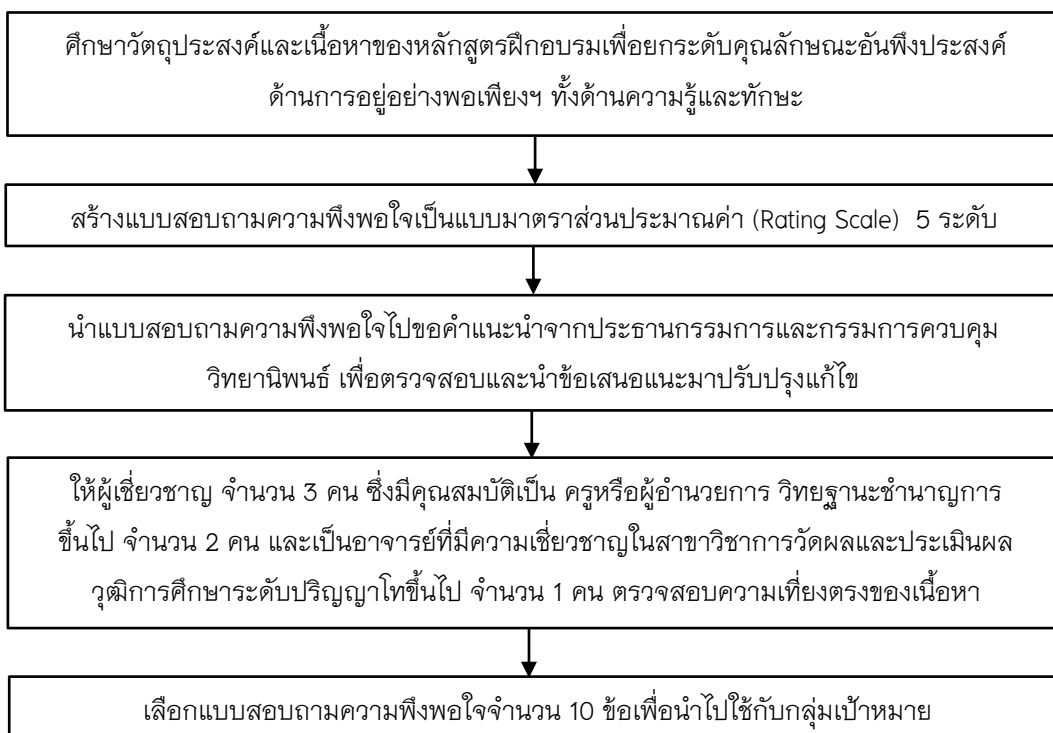 ศึกษาวัตถุประสงค์และเนื้อหาของหลักสูตรฝึกอบรมเพื่อยกระดับคุณลักษณะอันพึงประสงค์
ด้านการอยู่อย่างพอเพียงฯ ทั้งด้านความรู้และทักษะ
สร้างแบบสอบถามความพึงพอใจเป็นแบบมาตราส่วนประมาณค่า (Rating Scale) 5 ระดับ
นำแบบสอบถามความพึงพอใจไปขอคำแนะนำจากประธานกรรมการและกรรมการควบคุม
วิทยานิพนธ์ เพื่อตรวจสอบและนำข้อเสนอแนะมาปรับปรุงแก้ไข
ให้ผู้เชี่ยวชาญ จำนวน 3 คน ซึ่งมีคุณสมบัติเป็น ครูหรือผู้อำนวยการ วิทยฐานะชำนาญการ
ขึ้นไป จำนวน 2 คน และเป็นอาจารย์ที่มีความเชี่ยวชาญในสาขาวิชาการวัดผลและประเมินผล
วุฒิการศึกษาระดับปริญญาโทขึ้นไป จำนวน 1 คน ตรวจสอบความเที่ยงตรงของเนื้อหา
เลือกแบบสอบถามความพึงพอใจจำนวน 10 ข้อเพื่อนำไปใช้กับกลุ่มเป้าหมาย